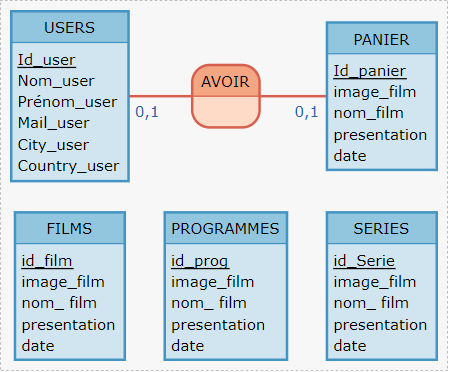 USERS
Id_user
Nom_user
Prénom_user
Mail_user
City_user
Country_user
AVOIR
0,1
0,1
PANIER
Id_panier
image_film
nom_film
presentation
date
FILMS
id_film
image_film
nom_ film
presentation
date
PROGRAMMES
id_prog
image_film
nom_ film
presentation
date
SERIES
id_Serie
image_film
nom_ film
presentation
date